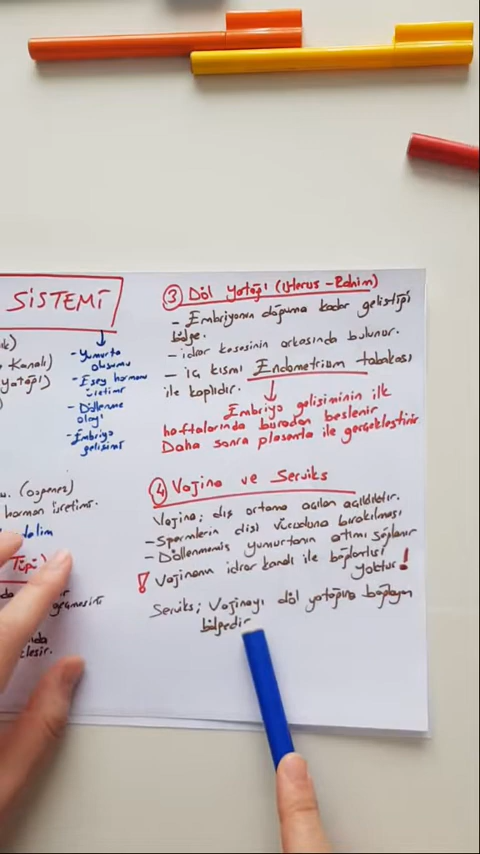 SİSTEMİ
- Yumurta oluşumu
- Eşey hormonu üretimi
- Döllenme olayı
- Embriyo gelişimi
(oogenez)
hormon üretimi.
Tüpü)
③ Döl Yatağı (Uterus - Rahim)
- Embriyonun doğuma kadar geliştiği
bölge.
- idrar kesesinin arkasında bulunur.
- iç kısmı Endometrium tabakası
ile kaplıdır.
Embriyo gelişiminin ilk
haftalarında buradan beslenir
Daha sonra plasenta ile gerçekleştirir
④ Vajina ve Serviks
Vajina; dış ortama açılan
- Spermlerin dişi vücuduna bırakılması
- Döllenmemiş yumurtanın atımı sağlanır
! Vajinanın idrar kanalı ile bağlantısı
yoktur!
Serviks; Vajinayı döl yatağına bağlayan
bölgedir